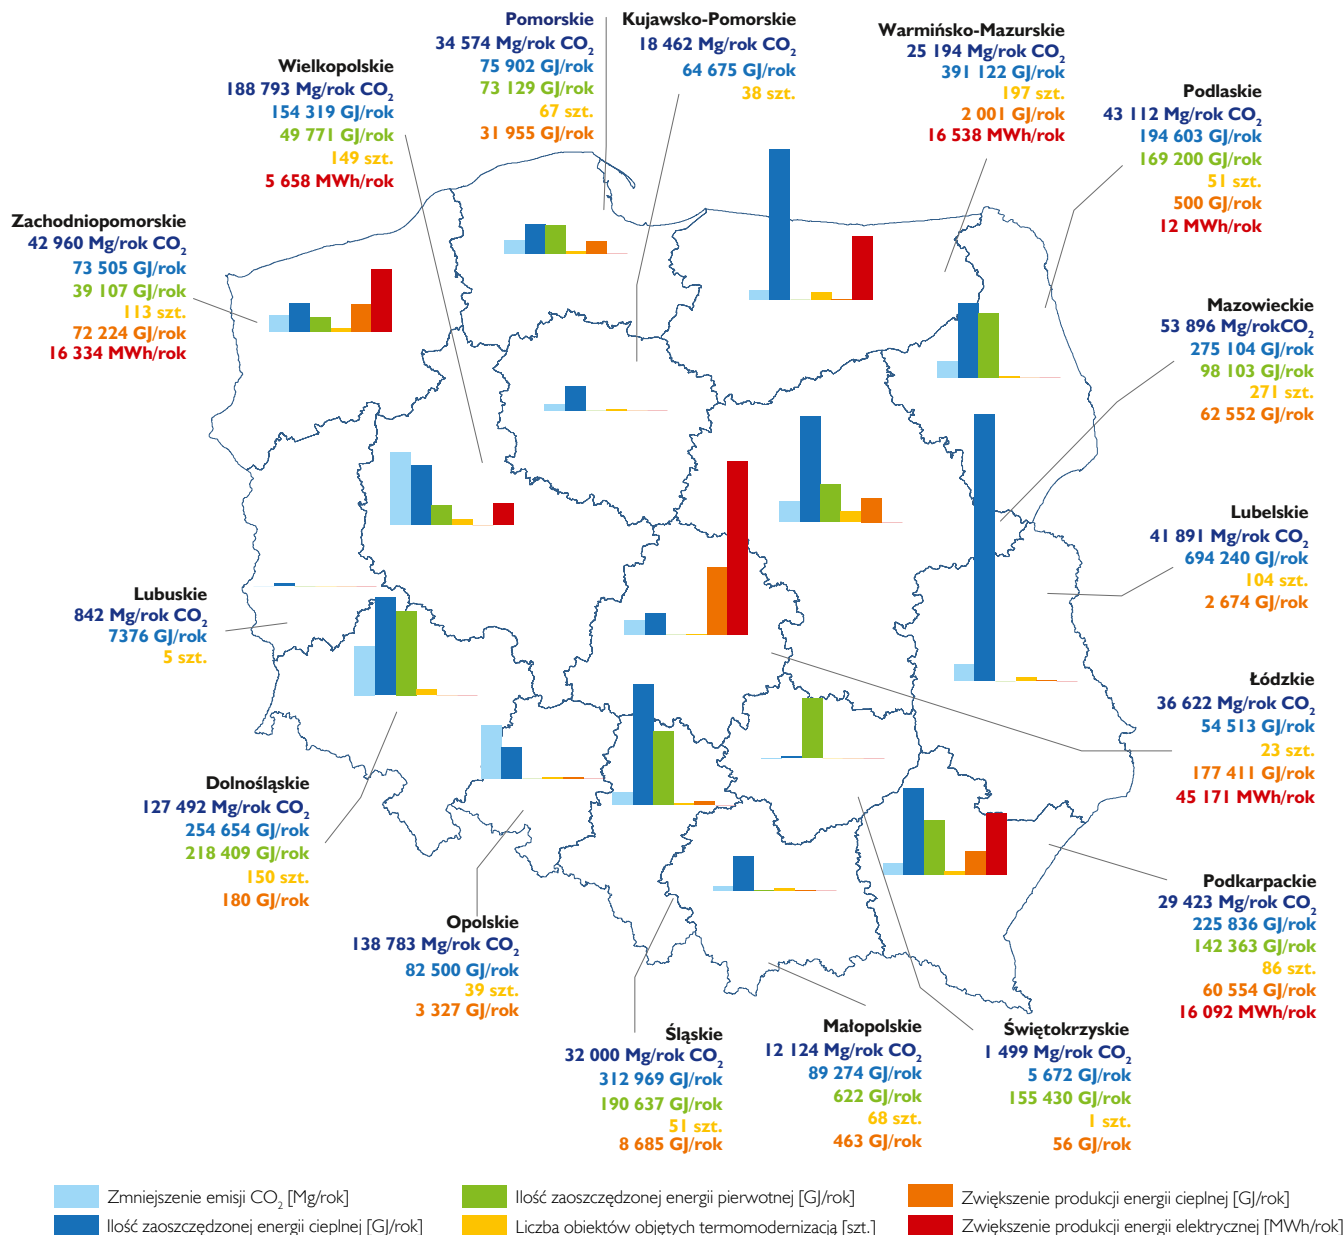 Pomorskie
34 574 Mg/rok CO₂
75 902 GJ/rok
73 129 GJ/rok
67 szt.
31 955 GJ/rok
Kujawsko-Pomorskie
18 462 Mg/rok CO₂
64 675 GJ/rok
38 szt.
Warmińsko-Mazurskie
25 194 Mg/rok CO₂
391 122 GJ/rok
197 szt.
2 001 GJ/rok
16 538 MWh/rok
Wielkopolskie
188 793 Mg/rok CO₂
154 319 GJ/rok
49 771 GJ/rok
149 szt.
5 658 MWh/rok
Podlaskie
43 112 Mg/rok CO₂
194 603 GJ/rok
169 200 GJ/rok
51 szt.
500 GJ/rok
12 MWh/rok
Zachodniopomorskie
42 960 Mg/rok CO₂
73 505 GJ/rok
39 107 GJ/rok
113 szt.
72 224 GJ/rok
16 334 MWh/rok
Mazowieckie
53 896 Mg/rokCO₂
275 104 GJ/rok
98 103 GJ/rok
271 szt.
62 552 GJ/rok
Lubelskie
41 891 Mg/rok CO₂
694 240 GJ/rok
104 szt.
2 674 GJ/rok
Lubuskie
842 Mg/rok CO₂
7376 GJ/rok
5 szt.
Łódzkie
36 622 Mg/rok CO₂
54 513 GJ/rok
23 szt.
177 411 GJ/rok
45 171 MWh/rok
Dolnośląskie
127 492 Mg/rok CO₂
254 654 GJ/rok
218 409 GJ/rok
150 szt.
180 GJ/rok
Podkarpackie
29 423 Mg/rok CO₂
225 836 GJ/rok
142 363 GJ/rok
86 szt.
60 554 GJ/rok
16 092 MWh/rok
Opolskie
138 783 Mg/rok CO₂
82 500 GJ/rok
39 szt.
3 327 GJ/rok
Śląskie
32 000 Mg/rok CO₂
312 969 GJ/rok
190 637 GJ/rok
51 szt.
8 685 GJ/rok
Małopolskie
12 124 Mg/rok CO₂
89 274 GJ/rok
622 GJ/rok
68 szt.
463 GJ/rok
Świętokrzyskie
1 499 Mg/rok CO₂
5 672 GJ/rok
155 430 GJ/rok
1 szt.
56 GJ/rok
Zmniejszenie emisji CO₂ [Mg/rok]
Ilość zaoszczędzonej energii cieplnej [GJ/rok]
Ilość zaoszczędzonej energii pierwotnej [GJ/rok]
Liczba obiektów objętych termomodernizacją [szt.]
Zwiększenie produkcji energii cieplnej [GJ/rok]
Zwiększenie produkcji energii elektrycznej [MWh/rok]